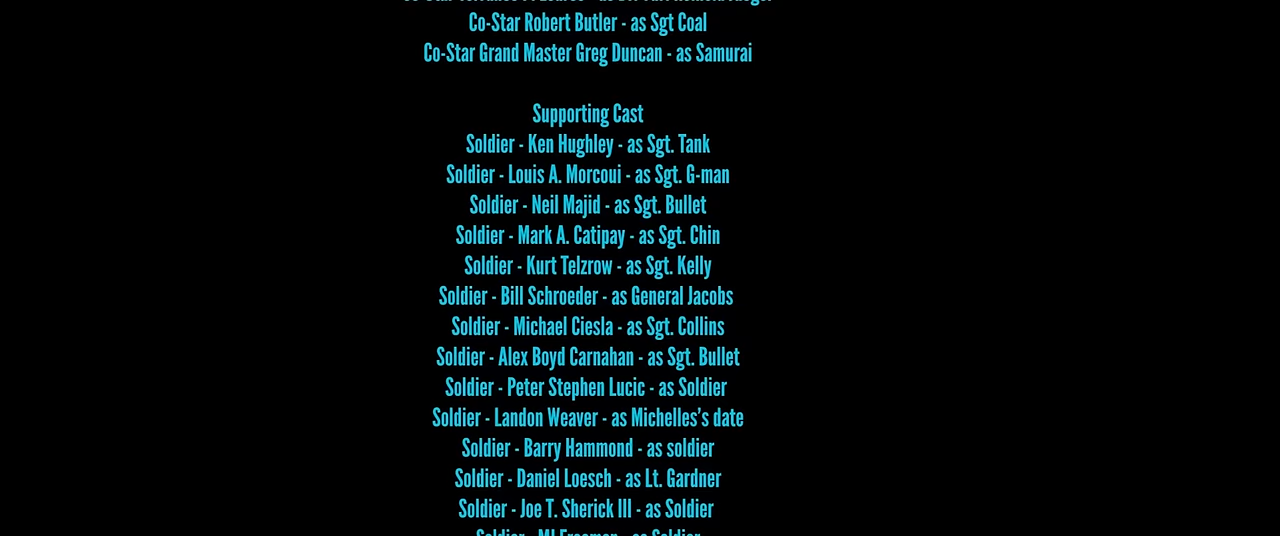 Co-Star Robert Butler - as Sgt Coal
Co-Star Grand Master Greg Duncan - as Samurai
Supporting Cast
Soldier - Ken Hughley - as Sgt. Tank
Soldier - Louis A. Morcoui - as Sgt. G-man
Soldier - Neil Majid - as Sgt. Bullet
Soldier - Mark A. Catipay - as Sgt. Chin
Soldier - Kurt Telzrow - as Sgt. Kelly
Soldier - Bill Schroeder - as General Jacobs
Soldier - Michael Ciesla - as Sgt. Collins
Soldier - Alex Boyd Carnahan - as Sgt. Bullet
Soldier - Peter Stephen Lucic - as Soldier
Soldier - Landon Weaver - as Michelles's date
Soldier - Barry Hammond - as soldier
Soldier - Daniel Loesch - as Lt. Gardner
Soldier - Joe T. Sherick III - as Soldier
Soldier - MJ Freeman - as Soldier